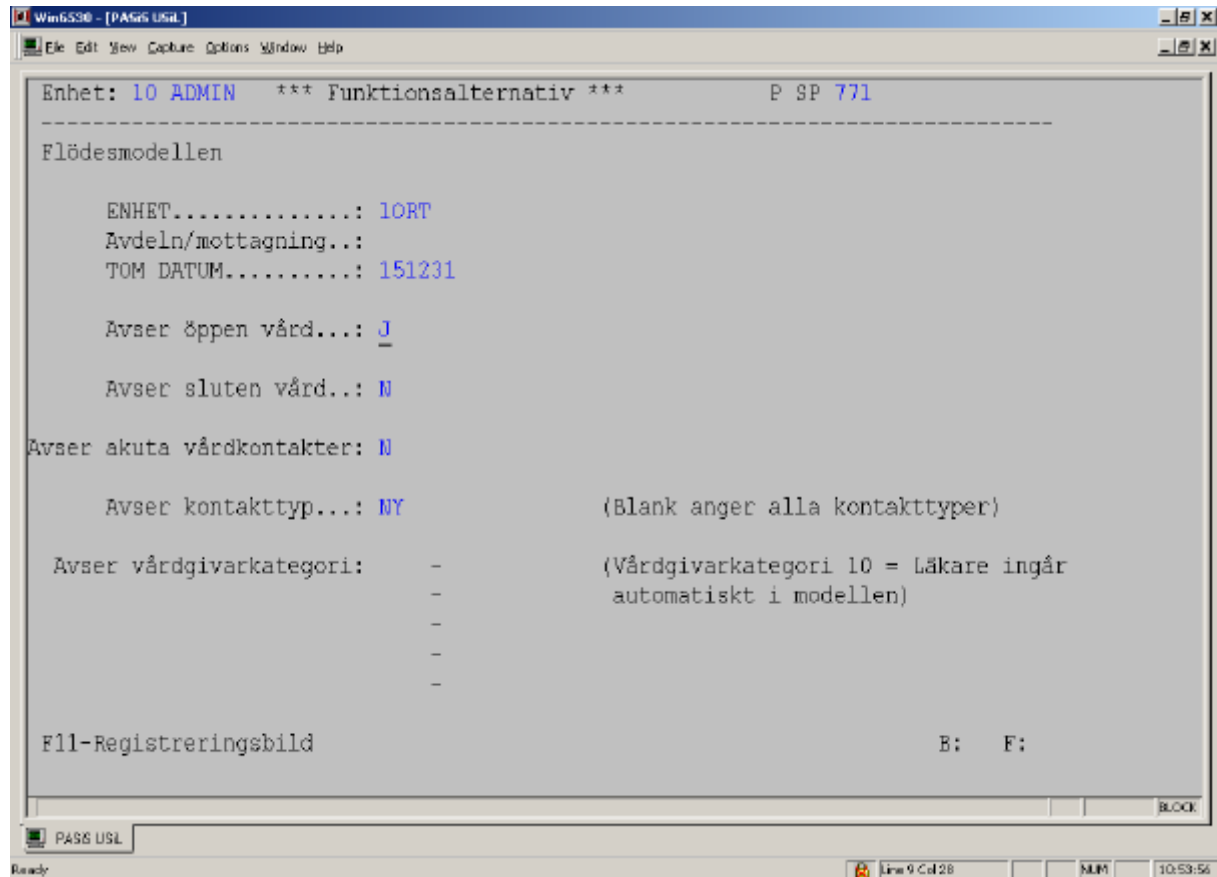 Win6530 - [PASiS USiL]
File Edit View Capture Options Window Help
Enhet: 10 ADMIN *** Funktionsalternativ *** P SP 771
--------------------------------------------------------------------------------
Flödesmodellen
ENHET..............: 1ORT
Avdeln/mottagning..:
TOM DATUM..........: 151231
Avser öppen vård...: J
Avser sluten vård..: N
Avser akuta vårdkontakter: N
Avser kontakttyp...: NY (Blank anger alla kontakttyper)
Avser vårdgivarkategori: - (Vårdgivarkategori 10 = Läkare ingår
- automatiskt i modellen)
-
-
-
F11-Registreringsbild B: F:
BLOCK
PASiS USiL
Ready Line 9 Col 28 NUM 10:53:56